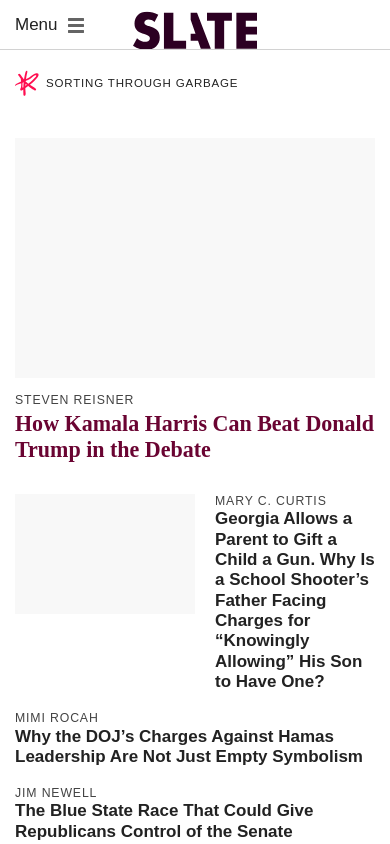 Menu
SLATE
SORTING THROUGH GARBAGE
STEVEN REISNER
How Kamala Harris Can Beat Donald
Trump in the Debate
MARY C. CURTIS
Georgia Allows a
Parent to Gift a
Child a Gun. Why Is
a School Shooter’s
Father Facing
Charges for
“Knowingly
Allowing” His Son
to Have One?
MIMI ROCAH
Why the DOJ’s Charges Against Hamas
Leadership Are Not Just Empty Symbolism
JIM NEWELL
The Blue State Race That Could Give
Republicans Control of the Senate